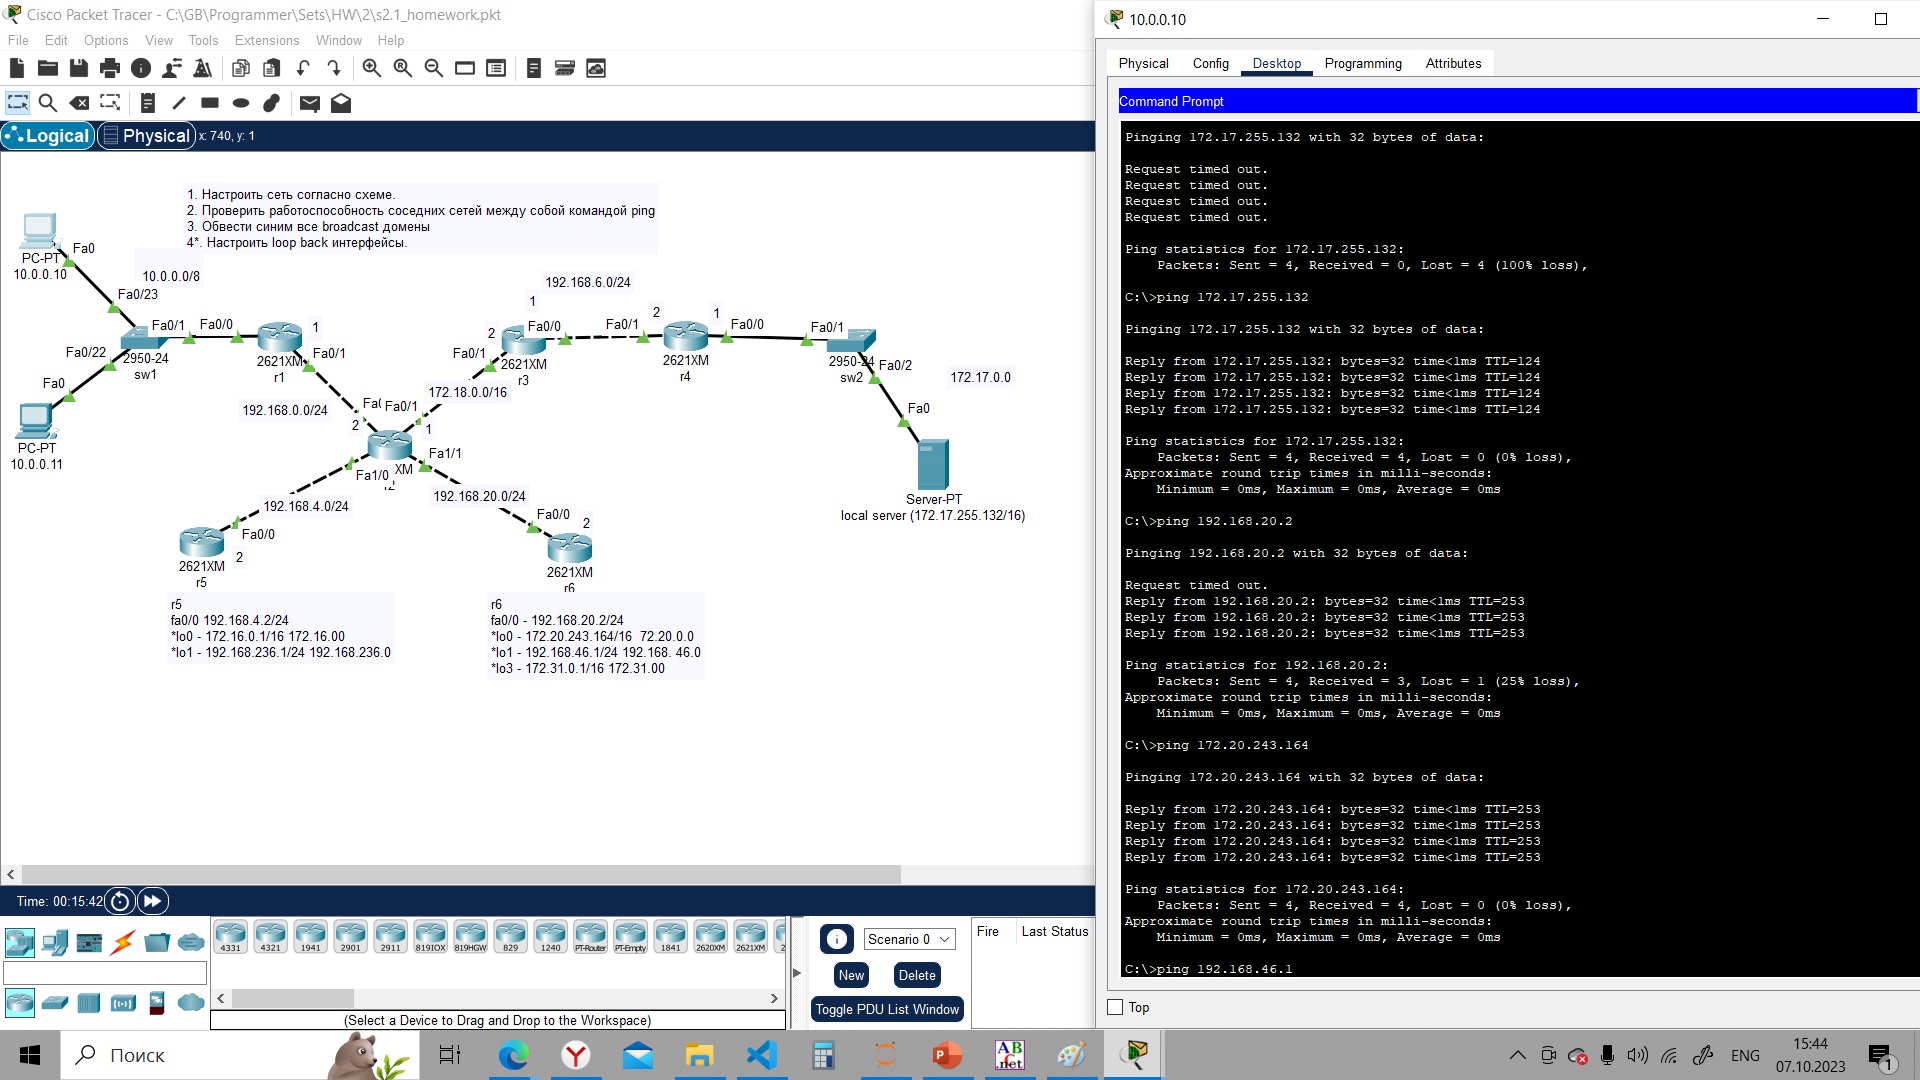 Cisco Packet Tracer - C:\GB\Programmer\Sets\HW\2\s2.1_homework.pkt
File Edit Options View Tools Extensions Window Help
Logical Physical x: 740, y: 1
1. Настроить сеть согласно схеме.
2. Проверить работоспособность соседних сетей между собой командой ping
3. Обвести синим все broadcast домены
4*. Настроить loop back интерфейсы.
Fa0
PC-PT
10.0.0.10
10.0.0.0/8
Fa0/23
Fa0/1
Fa0/0
1
Fa0/22
2950-24
sw1
2621XM
r1
Fa0/1
Fa0
PC-PT
10.0.0.11
192.168.0.0/24
192.168.6.0/24
1
2
Fa0/0
Fa0/1
2
1
Fa0/0
Fa0/1
Fa0/1
2621XM
r3
2621XM
r4
2950-24
sw2
Fa0/2
172.17.0.0
172.18.0.0/16
Fa0/1
2
1
Fa0
Fa1/1
Fa1/0
XM
192.168.4.0/24
192.168.20.0/24
Server-PT
local server (172.17.255.132/16)
Fa0/0
2
Fa0/0
2
2621XM
r5
2621XM
r6
r5
fa0/0 192.168.4.2/24
*lo0 - 172.16.0.1/16 172.16.00
*lo1 - 192.168.236.1/24 192.168.236.0
r6
fa0/0 - 192.168.20.2/24
*lo0 - 172.20.243.164/16 72.20.0.0
*lo1 - 192.168.46.1/24 192.168. 46.0
*lo3 - 172.31.0.1/16 172.31.00
Time: 00:15:42
4331 4321 1941 2901 2911 819IOX 819HGW 829 1240 PT-Router PT-Empty 1841 2620XM 2621XM
(Select a Device to Drag and Drop to the Workspace)
Scenario 0
New Delete
Toggle PDU List Window
Fire Last Status
10.0.0.10
Physical Config Desktop Programming Attributes
Command Prompt
Pinging 172.17.255.132 with 32 bytes of data:
Request timed out.
Request timed out.
Request timed out.
Request timed out.
Ping statistics for 172.17.255.132:
Packets: Sent = 4, Received = 0, Lost = 4 (100% loss),
C:\>ping 172.17.255.132
Pinging 172.17.255.132 with 32 bytes of data:
Reply from 172.17.255.132: bytes=32 time<1ms TTL=124
Reply from 172.17.255.132: bytes=32 time<1ms TTL=124
Reply from 172.17.255.132: bytes=32 time<1ms TTL=124
Reply from 172.17.255.132: bytes=32 time<1ms TTL=124
Ping statistics for 172.17.255.132:
Packets: Sent = 4, Received = 4, Lost = 0 (0% loss),
Approximate round trip times in milli-seconds:
Minimum = 0ms, Maximum = 0ms, Average = 0ms
C:\>ping 192.168.20.2
Pinging 192.168.20.2 with 32 bytes of data:
Request timed out.
Reply from 192.168.20.2: bytes=32 time<1ms TTL=253
Reply from 192.168.20.2: bytes=32 time<1ms TTL=253
Reply from 192.168.20.2: bytes=32 time<1ms TTL=253
Ping statistics for 192.168.20.2:
Packets: Sent = 4, Received = 3, Lost = 1 (25% loss),
Approximate round trip times in milli-seconds:
Minimum = 0ms, Maximum = 0ms, Average = 0ms
C:\>ping 172.20.243.164
Pinging 172.20.243.164 with 32 bytes of data:
Reply from 172.20.243.164: bytes=32 time<1ms TTL=253
Reply from 172.20.243.164: bytes=32 time<1ms TTL=253
Reply from 172.20.243.164: bytes=32 time<1ms TTL=253
Reply from 172.20.243.164: bytes=32 time<1ms TTL=253
Ping statistics for 172.20.243.164:
Packets: Sent = 4, Received = 4, Lost = 0 (0% loss),
Approximate round trip times in milli-seconds:
Minimum = 0ms, Maximum = 0ms, Average = 0ms
C:\>ping 192.168.46.1
Top
Поиск
ENG
15:44
07.10.2023
1